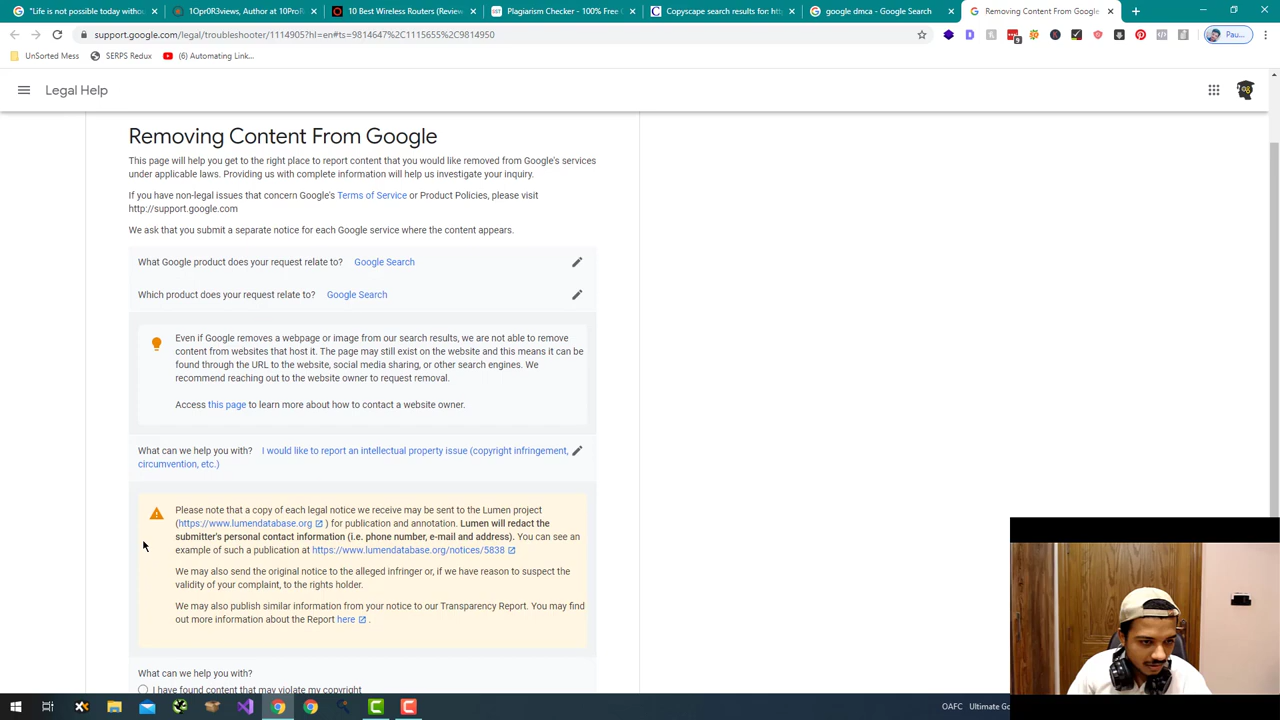 "Life is not possible today withou
10Opr0R3views, Author at 10ProR
10 Best Wireless Routers (Review
Plagiarism Checker - 100% Free O
Copyscape search results for: htt
google dmca - Google Search
Removing Content From Google
support.google.com/legal/troubleshooter/1114905?hl=en#ts=9814647%2C1115655%2C9814950
Pau...
UnSorted Mess
SERPS Redux
(2) Automating Link...
Legal Help
Removing Content From Google
This page will help you get to the right place to report content that you would like removed from Google's services
under applicable laws. Providing us with complete information will help us investigate your inquiry.
If you have non-legal issues that concern Google's Terms of Service or Product Policies, please visit
http://support.google.com
We ask that you submit a separate notice for each Google service where the content appears.
What Google product does your request relate to? Google Search
Which product does your request relate to? Google Search
Even if Google removes a webpage or image from our search results, we are not able to remove
content from websites that host it. The page may still exist on the website and this means it can be
found through the URL to the website, social media sharing, or other search engines. We
recommend reaching out to the website owner to request removal.
Access this page to learn more about how to contact a website owner.
What can we help you with? I would like to report an intellectual property issue (copyright infringement,
circumvention, etc.)
Please note that a copy of each legal notice we receive may be sent to the Lumen project
(https://www.lumendatabase.org ) for publication and annotation. Lumen will redact the
submitter's personal contact information (i.e. phone number, e-mail and address). You can see an
example of such a publication at https://www.lumendatabase.org/notices/5838
We may also send the original notice to the alleged infringer or, if we have reason to suspect the
validity of your complaint, to the rights holder.
We may also publish similar information from your notice to our Transparency Report. You may find
out more information about the Report here .
What can we help you with?
I have found content that may violate my copyright
OAFC Ultimate Go